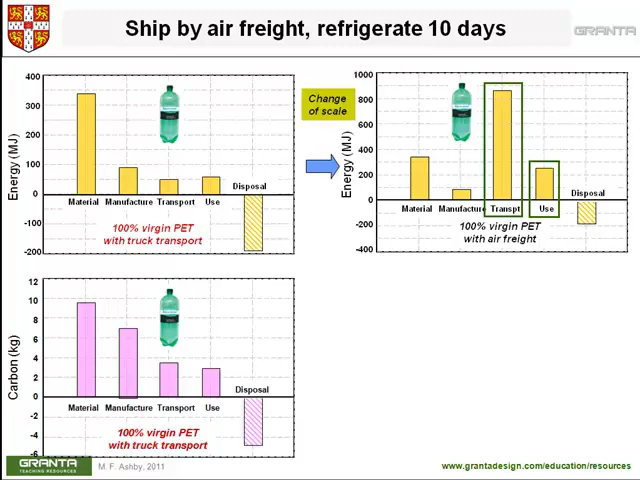 Ship by air freight, refrigerate 10 days
GRANTA
400
300
200
100
0
-100
-200
Energy (MJ)
Material Manufacture Transport Use Disposal
100% virgin PET
with truck transport
Change
of scale
1000
800
600
400
200
0
-200
-400
Energy (MJ)
Material Manufacture Transpt Use Disposal
100% virgin PET
with air freight
12
10
8
6
4
2
0
-2
-4
-6
Carbon (kg)
Material Manufacture Transport Use Disposal
100% virgin PET
with truck transport
GRANTA
TEACHING RESOURCES
M. F. Ashby, 2011
www.grantadesign.com/education/resources